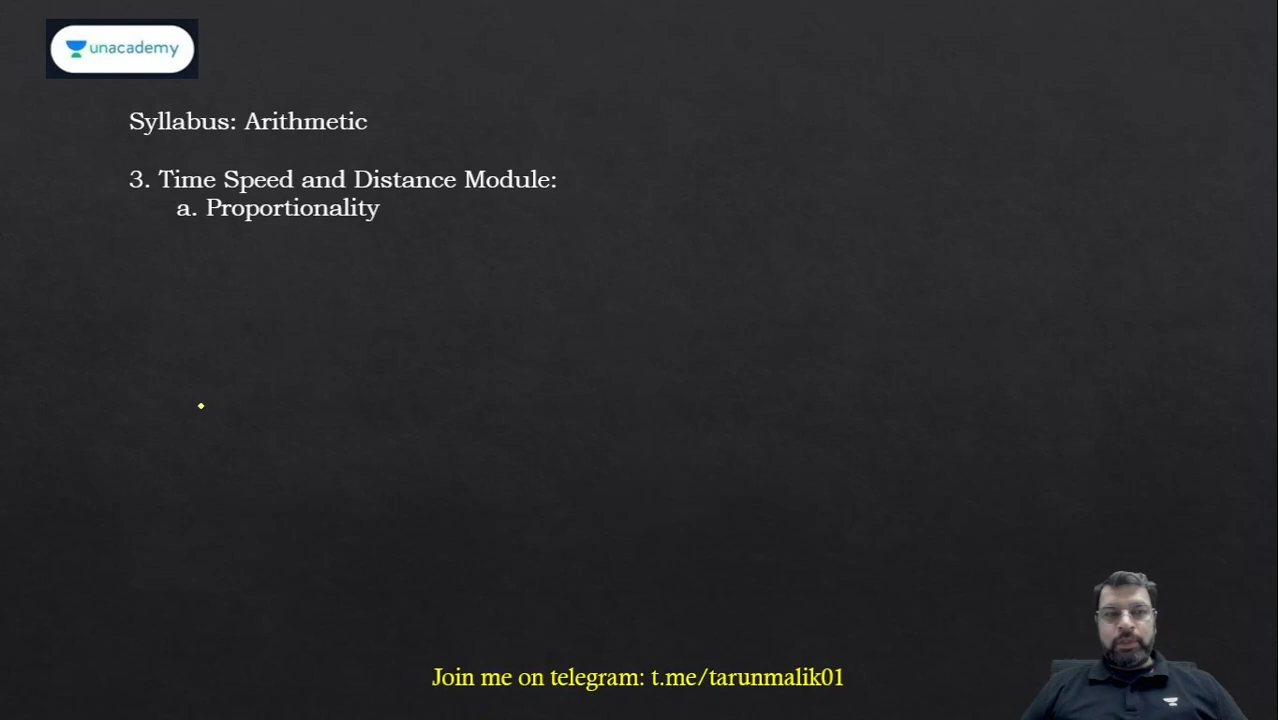 unacademy
Syllabus: Arithmetic
3. Time Speed and Distance Module:
a. Proportionality
Join me on telegram: t.me/tarunmalik01